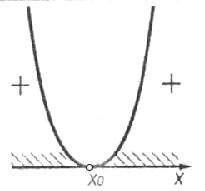 + +
x₀ x